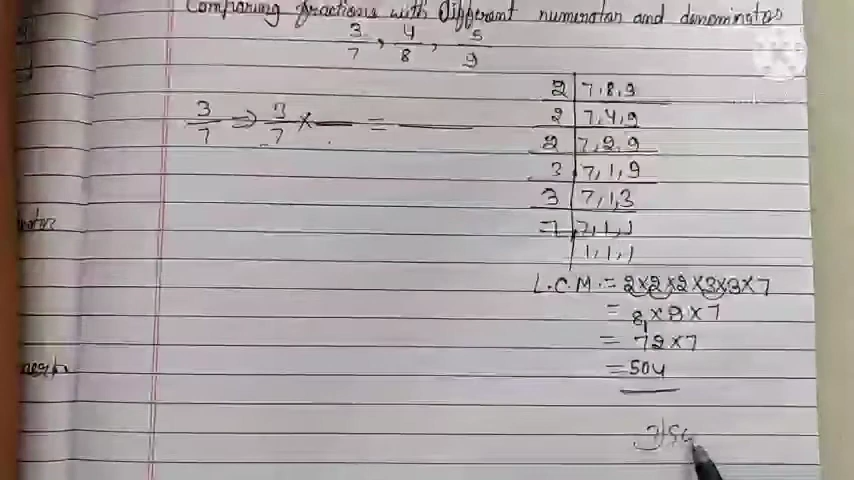 Comparing fractions with Different numerator and denominator
3/7, 4/8, 5/9
3/7 ⇒ 3/7 × — = —
2 | 7,8,9
2 | 7,4,9
2 | 7,2,9
3 | 7,1,9
3 | 7,1,3
7 | 7,1,1
1,1,1
L.C.M. = 2×2×2×3×3×7
= 8×9×7
= 72×7
= 504
7)50